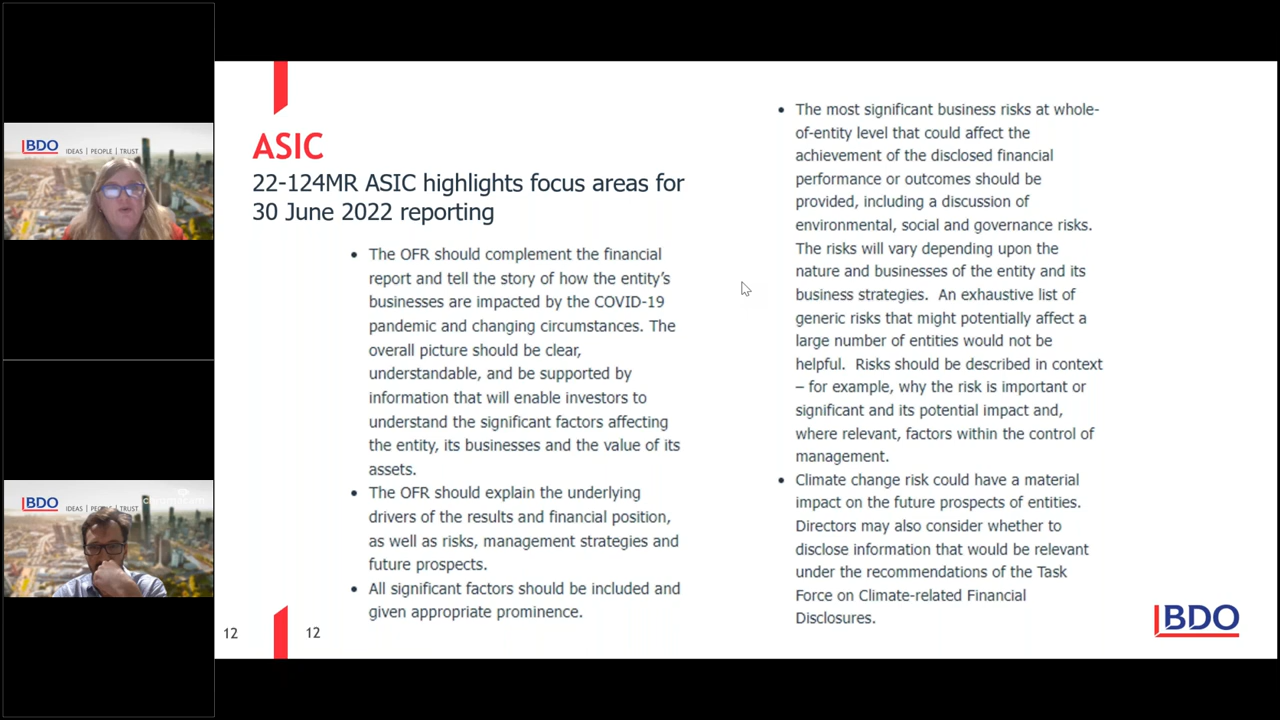 BDO IDEAS | PEOPLE | TRUST
ASIC
22-124MR ASIC highlights focus areas for
30 June 2022 reporting
• The OFR should complement the financial
report and tell the story of how the entity's
businesses are impacted by the COVID-19
pandemic and changing circumstances. The
overall picture should be clear,
understandable, and be supported by
information that will enable investors to
understand the significant factors affecting
the entity, its businesses and the value of its
assets.
• The OFR should explain the underlying
drivers of the results and financial position,
as well as risks, management strategies and
future prospects.
• All significant factors should be included and
given appropriate prominence.
• The most significant business risks at whole-
of-entity level that could affect the
achievement of the disclosed financial
performance or outcomes should be
provided, including a discussion of
environmental, social and governance risks.
The risks will vary depending upon the
nature and businesses of the entity and its
business strategies. An exhaustive list of
generic risks that might potentially affect a
large number of entities would not be
helpful. Risks should be described in context
– for example, why the risk is important or
significant and its potential impact and,
where relevant, factors within the control of
management.
• Climate change risk could have a material
impact on the future prospects of entities.
Directors may also consider whether to
disclose information that would be relevant
under the recommendations of the Task
Force on Climate-related Financial
Disclosures.
12 12
BDO
BDO IDEAS | PEOPLE | TRUST